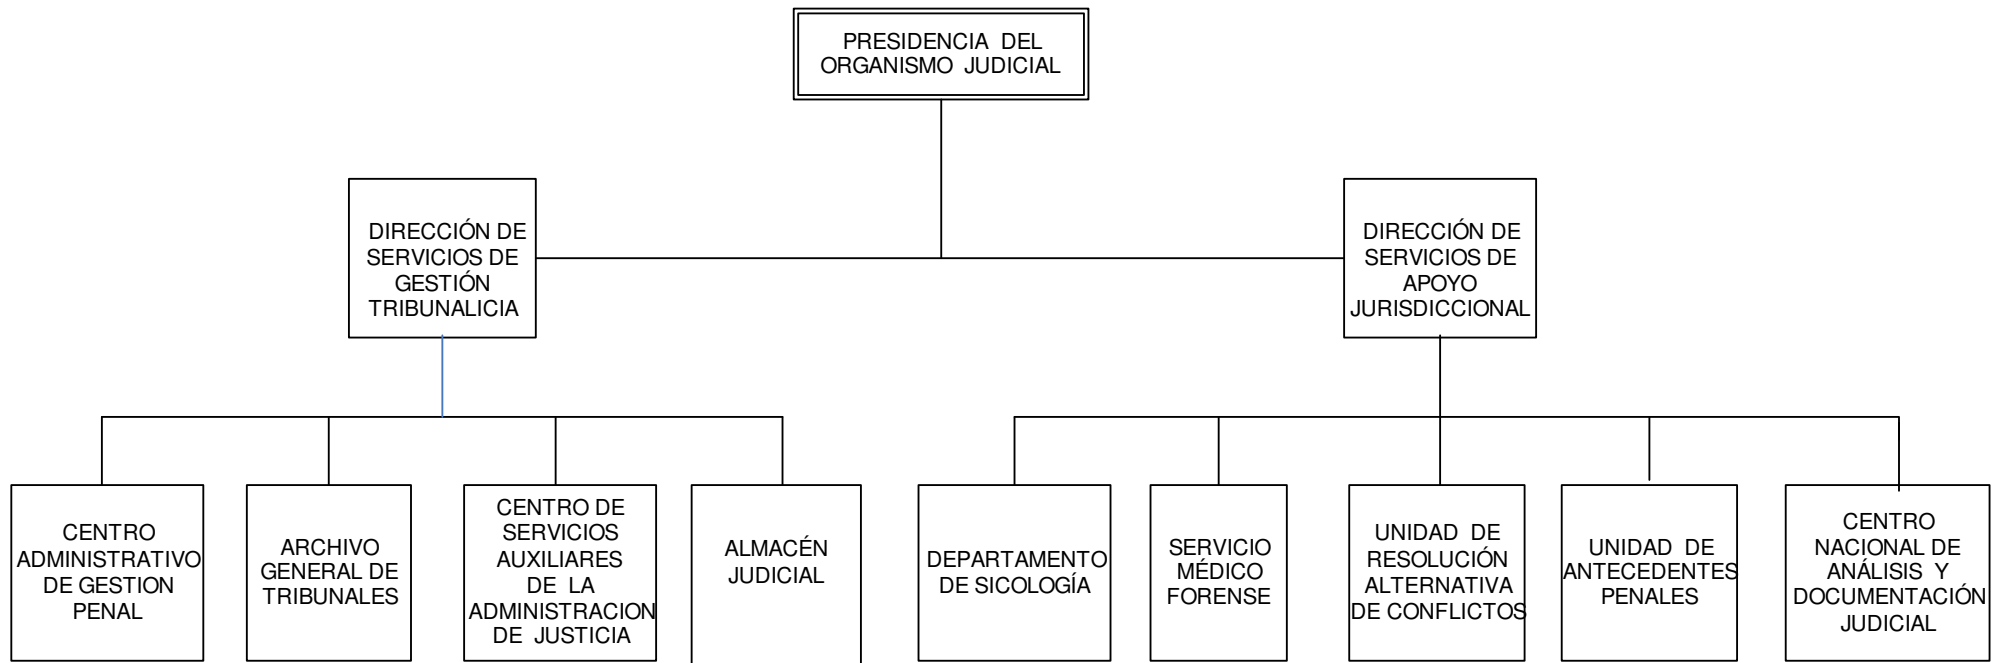 PRESIDENCIA DEL
ORGANISMO JUDICIAL
DIRECCIÓN DE
SERVICIOS DE
GESTIÓN
TRIBUNALICIA
DIRECCIÓN DE
SERVICIOS DE
APOYO
JURISDICCIONAL
CENTRO
ADMINISTRATIVO
DE GESTION
PENAL
ARCHIVO
GENERAL DE
TRIBUNALES
CENTRO DE
SERVICIOS
AUXILIARES
DE LA
ADMINISTRACION
DE JUSTICIA
ALMACÉN
JUDICIAL
DEPARTAMENTO
DE SICOLOGÍA
SERVICIO
MÉDICO
FORENSE
UNIDAD DE
RESOLUCIÓN
ALTERNATIVA
DE CONFLICTOS
UNIDAD DE
ANTECEDENTES
PENALES
CENTRO
NACIONAL DE
ANÁLISIS Y
DOCUMENTACIÓN
JUDICIAL